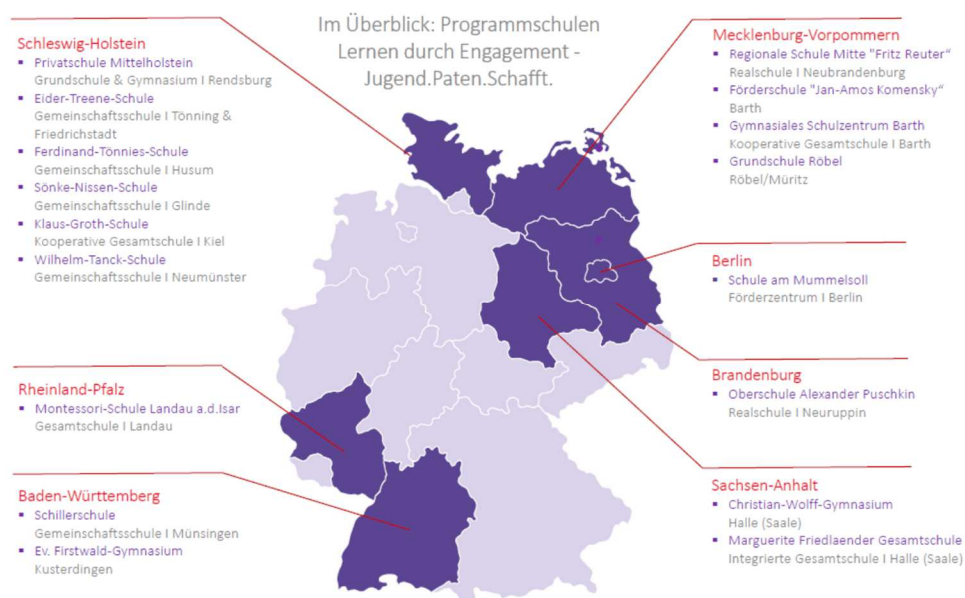 Im Überblick: Programmschulen
Lernen durch Engagement -
Jugend.Paten.Schafft.
Schleswig-Holstein
▪ Privatschule Mittelholstein
Grundschule & Gymnasium I Rendsburg
▪ Eider-Treene-Schule
Gemeinschaftsschule I Tönning &
Friedrichstadt
▪ Ferdinand-Tönnies-Schule
Gemeinschaftsschule I Husum
▪ Sönke-Nissen-Schule
Gemeinschaftsschule I Glinde
▪ Klaus-Groth-Schule
Kooperative Gesamtschule I Kiel
▪ Wilhelm-Tanck-Schule
Gemeinschaftsschule I Neumünster
Rheinland-Pfalz
▪ Montessori-Schule Landau a.d.Isar
Gesamtschule I Landau
Baden-Württemberg
▪ Schillerschule
Gemeinschaftsschule I Münsingen
▪ Ev. Firstwald-Gymnasium
Kusterdingen
Mecklenburg-Vorpommern
▪ Regionale Schule Mitte "Fritz Reuter“
Realschule I Neubrandenburg
▪ Förderschule "Jan-Amos Komensky“
Barth
▪ Gymnasiales Schulzentrum Barth
Kooperative Gesamtschule I Barth
▪ Grundschule Röbel
Röbel/Müritz
Berlin
▪ Schule am Mummelsoll
Förderzentrum I Berlin
Brandenburg
▪ Oberschule Alexander Puschkin
Realschule I Neuruppin
Sachsen-Anhalt
▪ Christian-Wolff-Gymnasium
Halle (Saale)
▪ Marguerite Friedlaender Gesamtschule
Integrierte Gesamtschule I Halle (Saale)